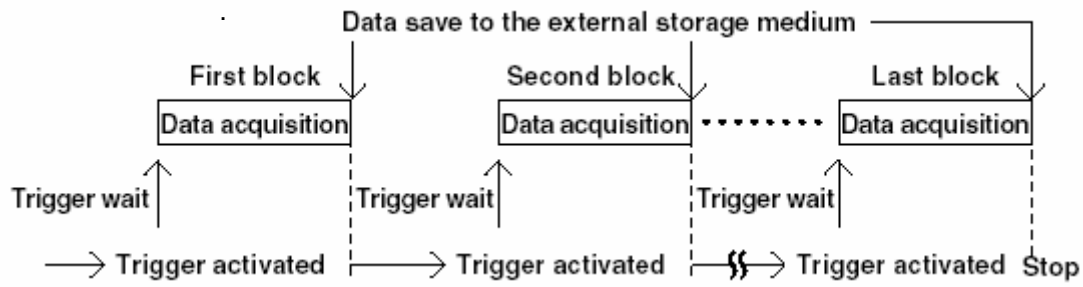 Data save to the external storage medium
First block Second block Last block
Data acquisition Data acquisition Data acquisition
Trigger wait Trigger wait Trigger wait
Trigger activated Trigger activated Trigger activated Stop